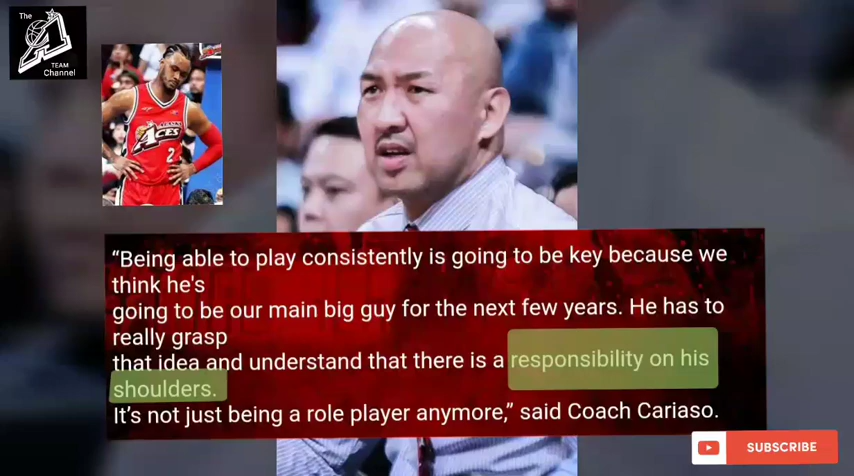 The
A
TEAM
Channel
ACES
2
“Being able to play consistently is going to be key because we
think he's
going to be our main big guy for the next few years. He has to
really grasp
that idea and understand that there is a responsibility on his
shoulders.
It’s not just being a role player anymore,” said Coach Cariaso.
SUBSCRIBE